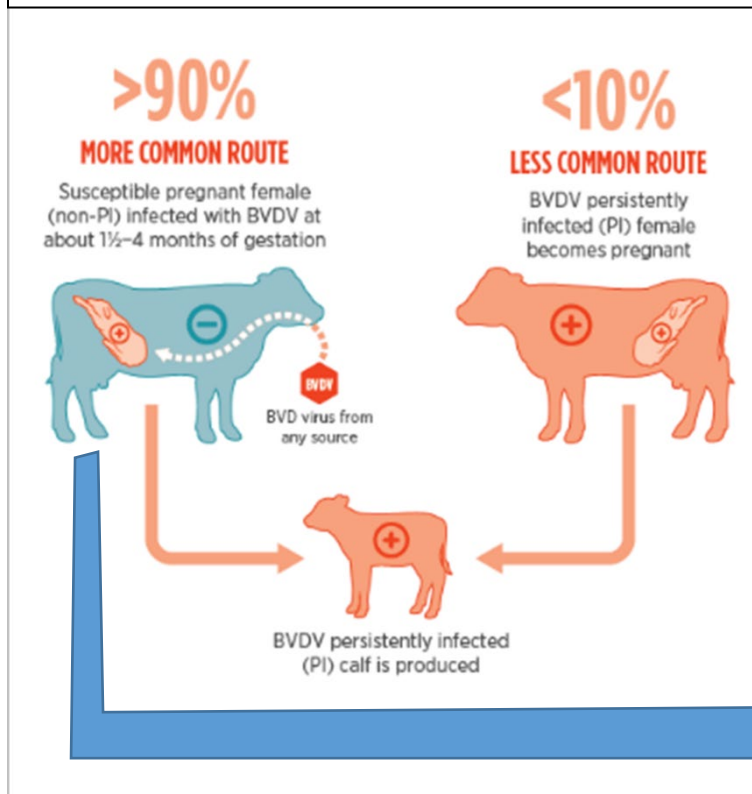 >90%
MORE COMMON ROUTE
Susceptible pregnant female
(non-PI) infected with BVDV at
about 1½–4 months of gestation
<10%
LESS COMMON ROUTE
BVDV persistently
infected (PI) female
becomes pregnant
BVDV
BVD virus from
any source
BVDV persistently infected
(PI) calf is produced